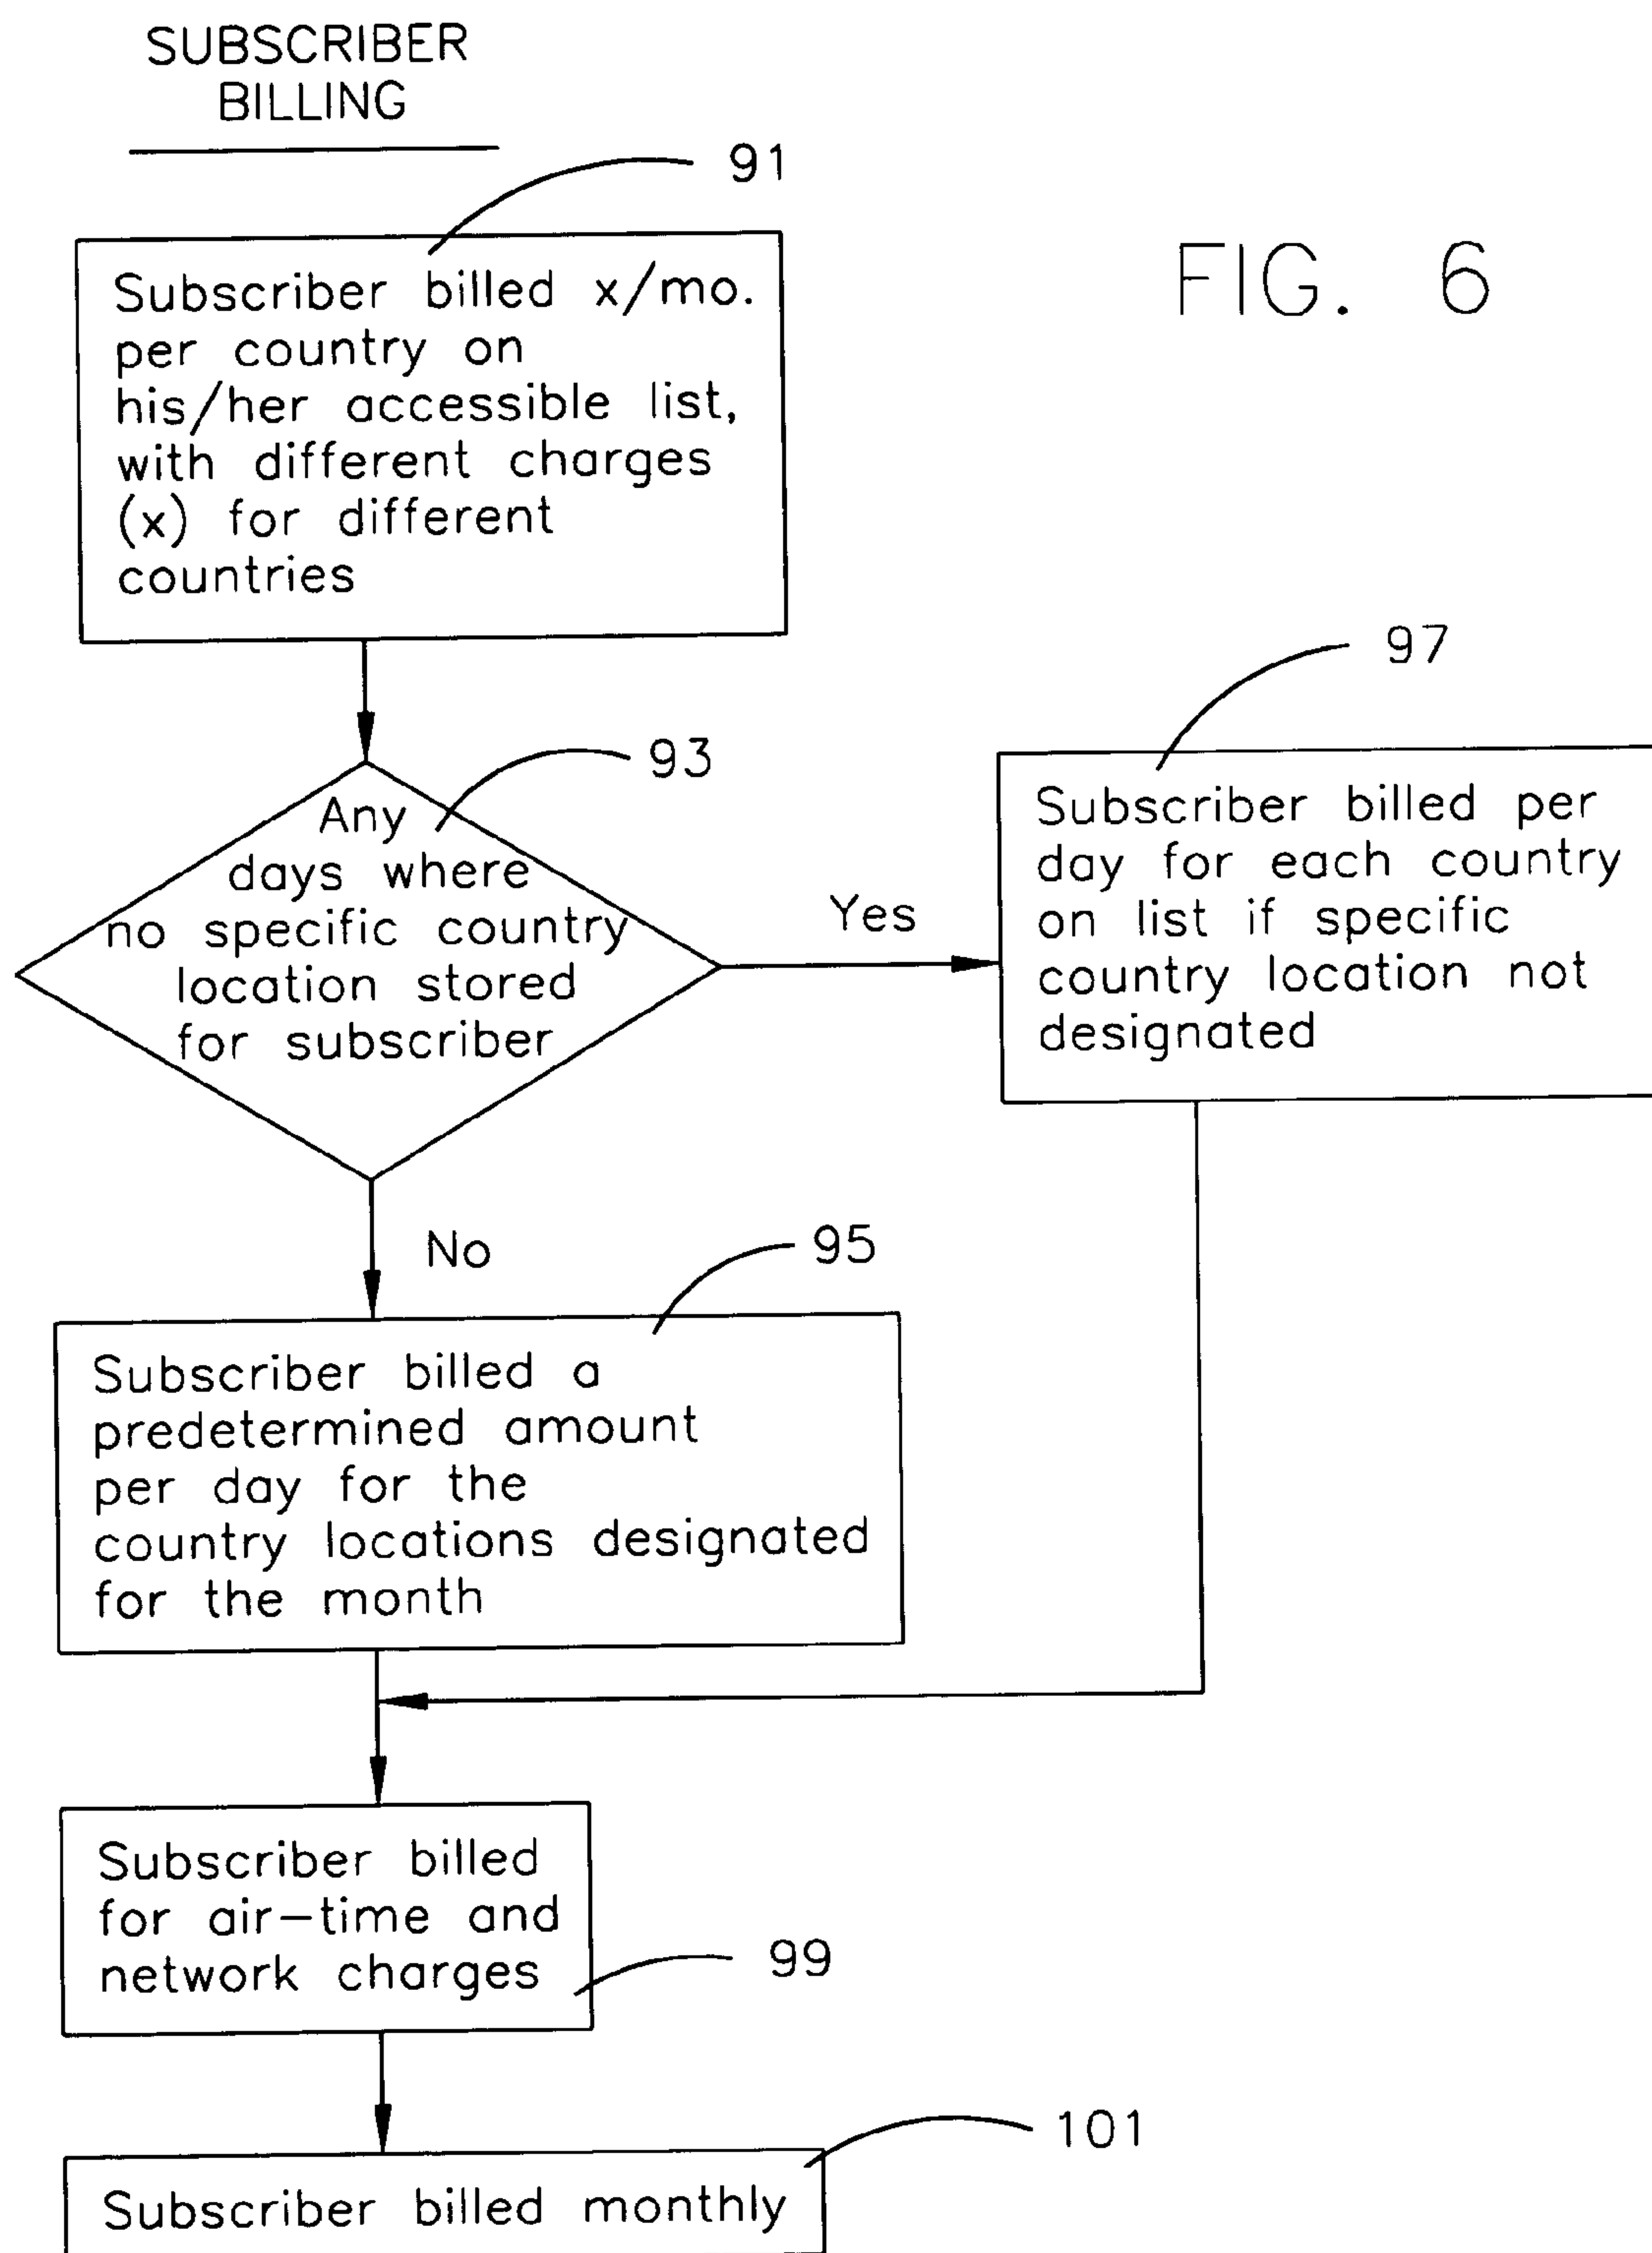 SUBSCRIBER
BILLING
91
FIG. 6
Subscriber billed x/mo.
per country on
his/her accessible list,
with different charges
(x) for different
countries
93
Any
days where
no specific country
location stored
for subscriber
Yes
97
Subscriber billed per
day for each country
on list if specific
country location not
designated
No
95
Subscriber billed a
predetermined amount
per day for the
country locations designated
for the month
Subscriber billed
for air-time and
network charges
99
101
Subscriber billed monthly